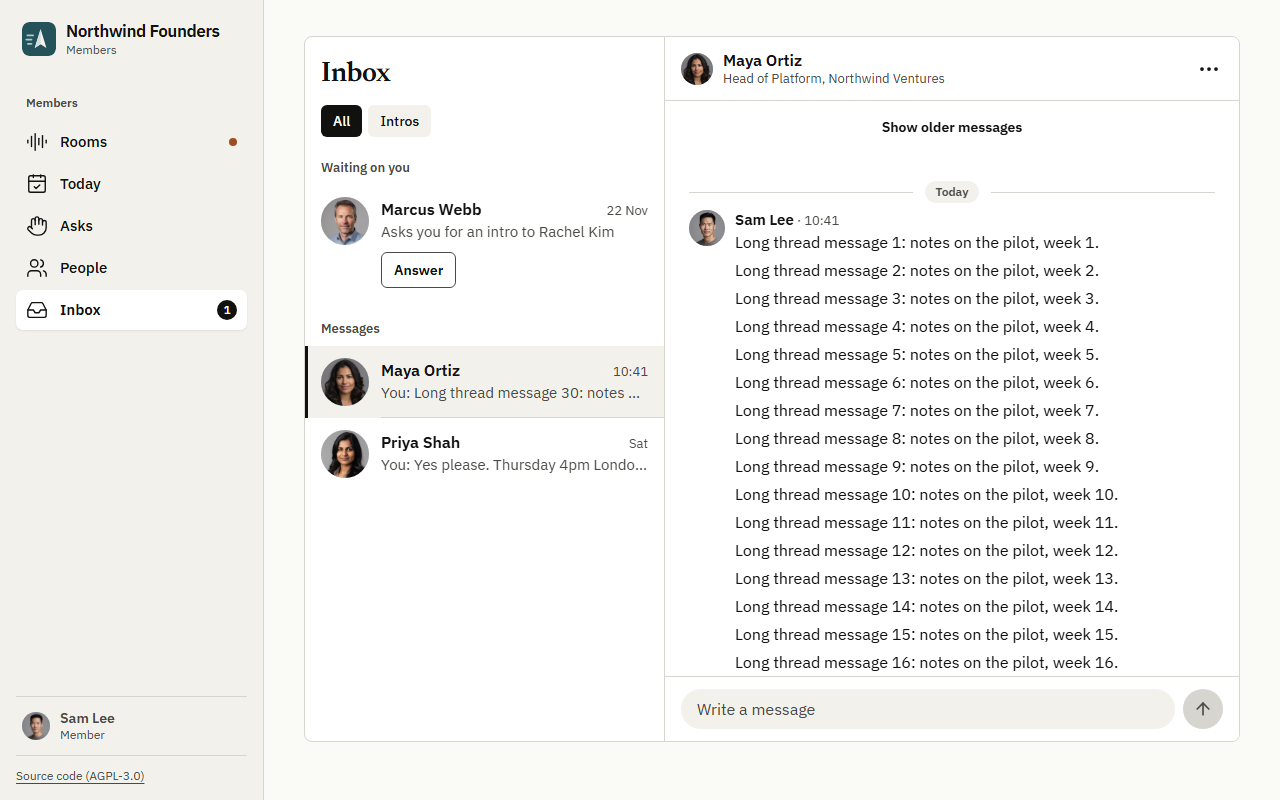 Northwind Founders
Members
Members
Rooms
Today
Asks
People
Inbox
1
Sam Lee
Member
Source code (AGPL-3.0)
Inbox
All
Intros
Waiting on you
Marcus Webb
22 Nov
Asks you for an intro to Rachel Kim
Answer
Messages
Maya Ortiz
10:41
You: Long thread message 30: notes ...
Priya Shah
Sat
You: Yes please. Thursday 4pm Londo...
Maya Ortiz
Head of Platform, Northwind Ventures
Show older messages
Today
Sam Lee · 10:41
Long thread message 1: notes on the pilot, week 1.
Long thread message 2: notes on the pilot, week 2.
Long thread message 3: notes on the pilot, week 3.
Long thread message 4: notes on the pilot, week 4.
Long thread message 5: notes on the pilot, week 5.
Long thread message 6: notes on the pilot, week 6.
Long thread message 7: notes on the pilot, week 7.
Long thread message 8: notes on the pilot, week 8.
Long thread message 9: notes on the pilot, week 9.
Long thread message 10: notes on the pilot, week 10.
Long thread message 11: notes on the pilot, week 11.
Long thread message 12: notes on the pilot, week 12.
Long thread message 13: notes on the pilot, week 13.
Long thread message 14: notes on the pilot, week 14.
Long thread message 15: notes on the pilot, week 15.
Long thread message 16: notes on the pilot, week 16.
Write a message